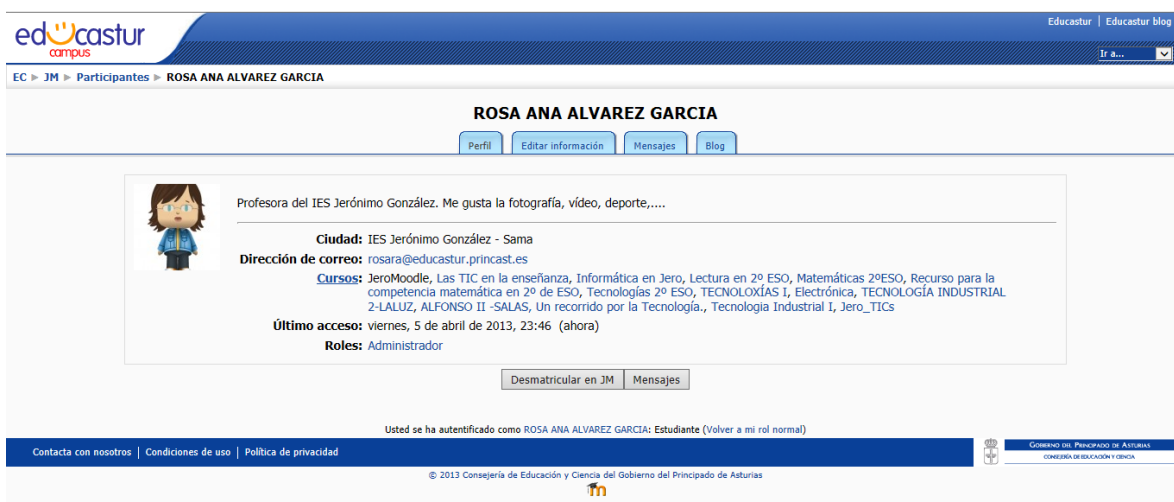 educastur
campus
Educastur | Educastur blog
Ir a...
EC ► JM ► Participantes ► ROSA ANA ALVAREZ GARCIA
ROSA ANA ALVAREZ GARCIA
Perfil Editar información Mensajes Blog
Profesora del IES Jerónimo González. Me gusta la fotografía, vídeo, deporte,....
Ciudad: IES Jerónimo González - Sama
Dirección de correo: rosara@educastur.princast.es
Cursos: JeroMoodle, Las TIC en la enseñanza, Informática en Jero, Lectura en 2º ESO, Matemáticas 2ºESO, Recurso para la
competencia matemática en 2º de ESO, Tecnologías 2º ESO, TECNOLOXÍAS I, Electrónica, TECNOLOGÍA INDUSTRIAL
2-LALUZ, ALFONSO II -SALAS, Un recorrido por la Tecnología., Tecnologia Industrial I, Jero_TICs
Último acceso: viernes, 5 de abril de 2013, 23:46 (ahora)
Roles: Administrador
Desmatricular en JM Mensajes
Usted se ha autentificado como ROSA ANA ALVAREZ GARCIA: Estudiante (Volver a mi rol normal)
Contacta con nosotros | Condiciones de uso | Política de privacidad
GOBIERNO DEL PRINCIPADO DE ASTURIAS
CONSEJERÍA DE EDUCACIÓN Y CIENCIA
© 2013 Consejería de Educación y Ciencia del Gobierno del Principado de Asturias
m